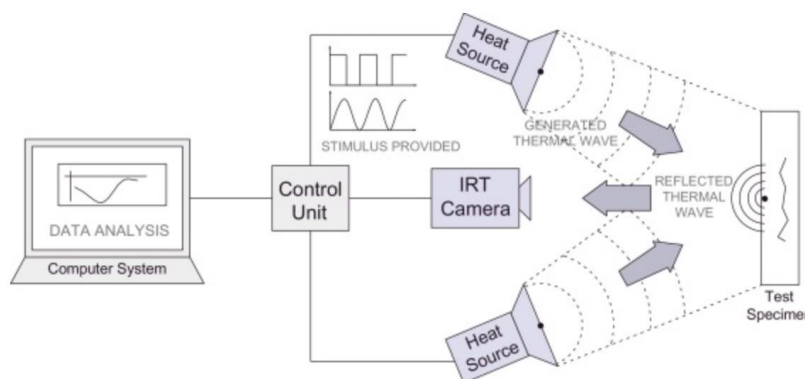 Heat
Source
STIMULUS PROVIDED
GENERATED
THERMAL WAVE
DATA ANALYSIS
Computer System
Control
Unit
IRT
Camera
REFLECTED
THERMAL
WAVE
Test
Specimen
Heat
Source